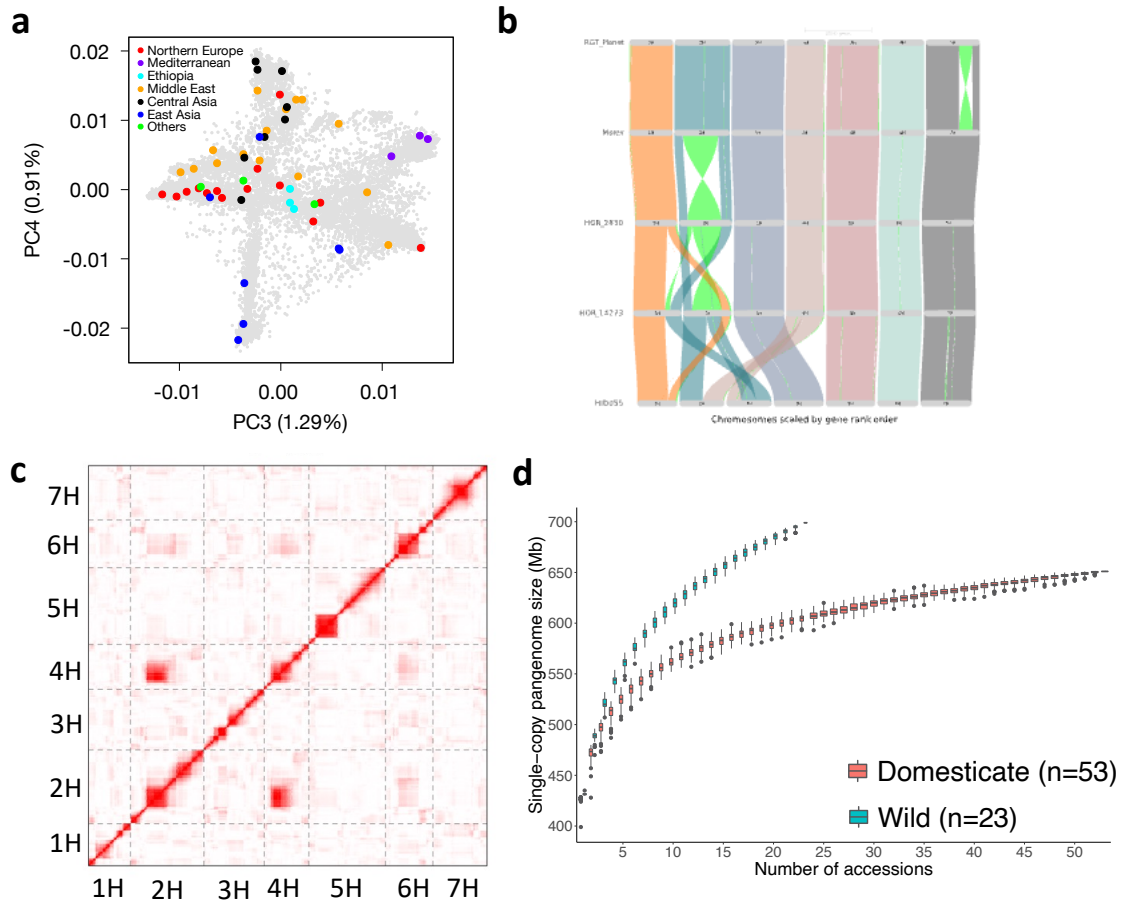 a
0.02
0.01
0.00
-0.01
-0.02
PC4 (0.91%)
Northern Europe
Mediterranean
Ethiopia
Middle East
Central Asia
East Asia
Others
-0.01 0.00 0.01
PC3 (1.29%)
b
RGT_Planet
Morex
HOR_14273
Chromosomes scaled by gene rank order
c
7H
6H
5H
4H
3H
2H
1H
1H 2H 3H 4H 5H 6H 7H
d
Single-copy pangenome size (Mb)
700
650
600
550
500
450
400
Domesticate (n=53)
Wild (n=23)
5 10 15 20 25 30 35 40 45 50
Number of accessions